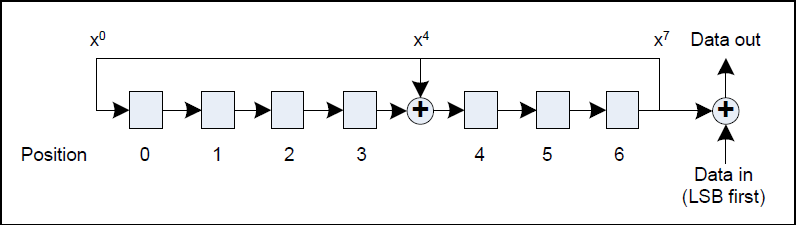 x⁰ x⁴ x⁷ Data out
+ +
Position 0 1 2 3 4 5 6 Data in
(LSB first)